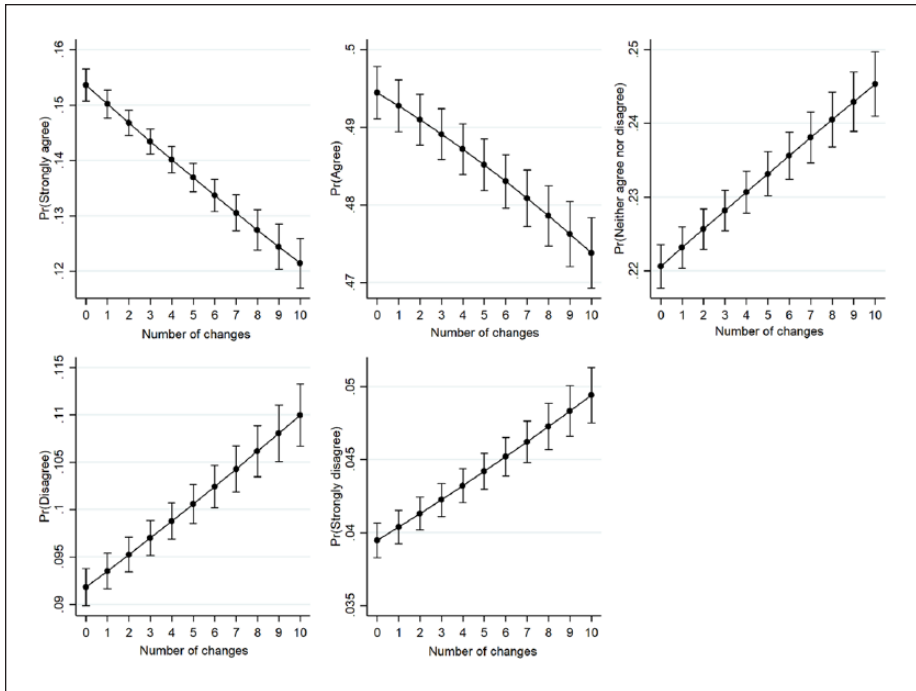 Pr(Strongly agree)
.16
.15
.14
.13
.12
0 1 2 3 4 5 6 7 8 9 10
Number of changes
Pr(Agree)
.5
.49
.48
.47
0 1 2 3 4 5 6 7 8 9 10
Number of changes
Pr(Neither agree nor disagree)
.25
.24
.23
.22
0 1 2 3 4 5 6 7 8 9 10
Number of changes
Pr(Disagree)
.115
.11
.105
.1
.095
.09
0 1 2 3 4 5 6 7 8 9 10
Number of changes
Pr(Strongly disagree)
.05
.045
.04
.035
0 1 2 3 4 5 6 7 8 9 10
Number of changes